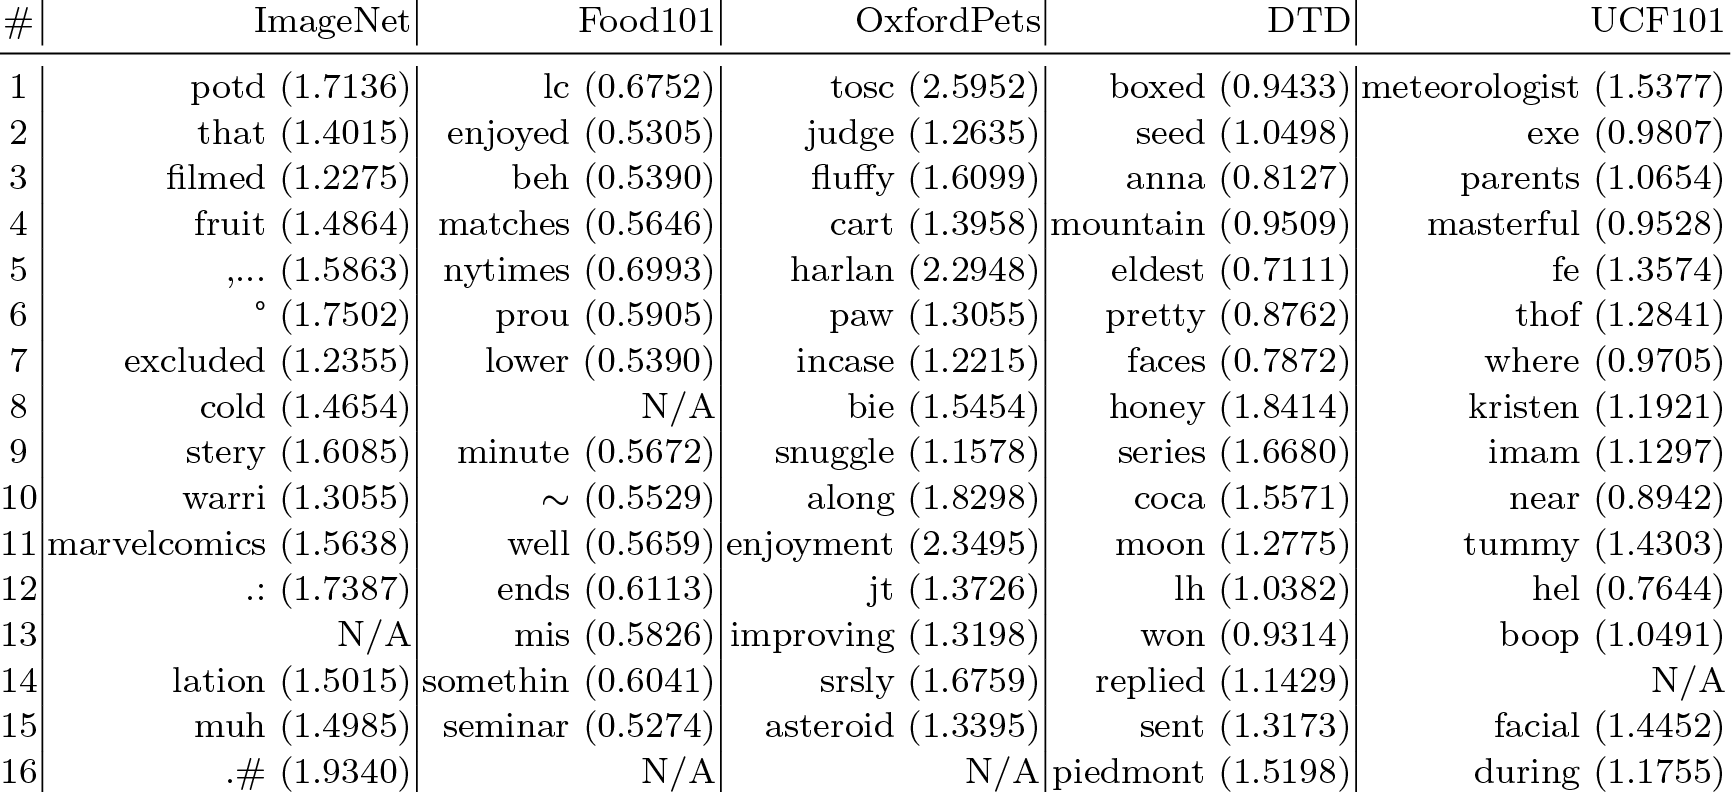 # ImageNet Food101 OxfordPets DTD UCF101
1 potd (1.7136) lc (0.6752) tosc (2.5952) boxed (0.9433) meteorologist (1.5377)
2 that (1.4015) enjoyed (0.5305) judge (1.2635) seed (1.0498) exe (0.9807)
3 filmed (1.2275) beh (0.5390) fluffy (1.6099) anna (0.8127) parents (1.0654)
4 fruit (1.4864) matches (0.5646) cart (1.3958) mountain (0.9509) masterful (0.9528)
5 ,... (1.5863) nytimes (0.6993) harlan (2.2948) eldest (0.7111) fe (1.3574)
6 ° (1.7502) prou (0.5905) paw (1.3055) pretty (0.8762) thof (1.2841)
7 excluded (1.2355) lower (0.5390) incase (1.2215) faces (0.7872) where (0.9705)
8 cold (1.4654) N/A bie (1.5454) honey (1.8414) kristen (1.1921)
9 stery (1.6085) minute (0.5672) snuggle (1.1578) series (1.6680) imam (1.1297)
10 warri (1.3055) ∼ (0.5529) along (1.8298) coca (1.5571) near (0.8942)
11 marvelcomics (1.5638) well (0.5659) enjoyment (2.3495) moon (1.2775) tummy (1.4303)
12 .: (1.7387) ends (0.6113) jt (1.3726) lh (1.0382) hel (0.7644)
13 N/A mis (0.5826) improving (1.3198) won (0.9314) boop (1.0491)
14 lation (1.5015) somethin (0.6041) srsly (1.6759) replied (1.1429) N/A
15 muh (1.4985) seminar (0.5274) asteroid (1.3395) sent (1.3173) facial (1.4452)
16 .# (1.9340) N/A N/A piedmont (1.5198) during (1.1755)